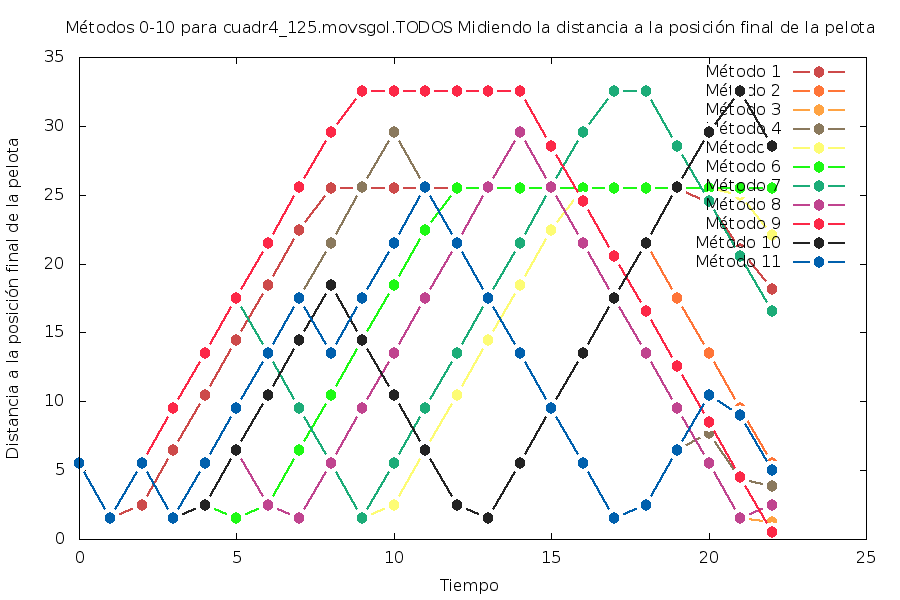 Métodos 0-10 para cuadr4_125.movsgol.TODOS Midiendo la distancia a la posición final de la pelota
35
30
25
20
15
10
5
0
0 5 10 15 20 25
Distancia a la posición final de la pelota
Tiempo
Método 1
Método 2
Método 3
Método 4
Método
Método 6
Método 7
Método 8
Método 9
Método 10
Método 11